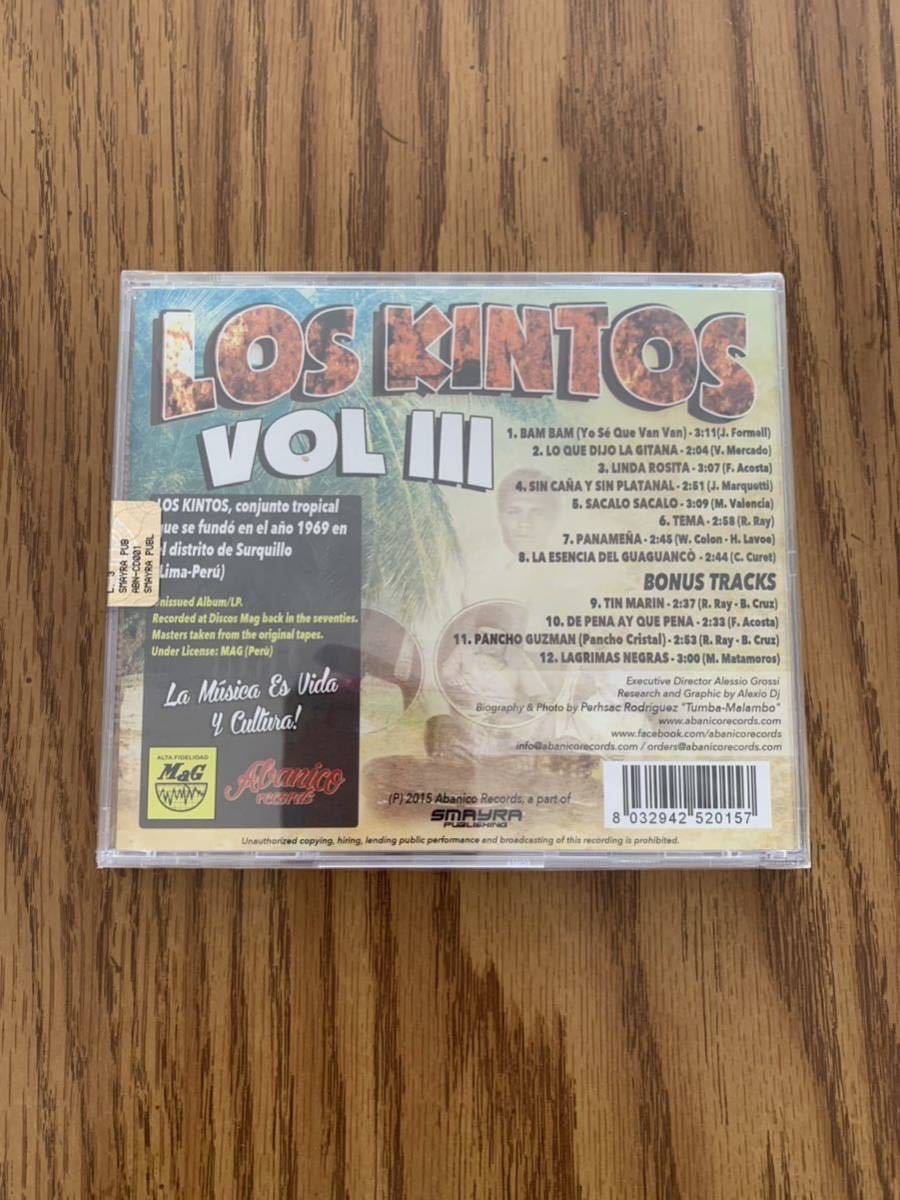 LOS KINTOS
VOL III
1. BAM BAM (Yo Sé Que Van Van) - 3:11(J. Formell)
2. LO QUE DIJO LA GITANA - 2:04 (V. Mercado)
3. LINDA ROSITA - 3:07 (F. Acosta)
4. SIN CAÑA Y SIN PLATANAL - 2:51 (J. Marquetti)
5. SACALO SACALO - 3:09 (M. Valencia)
6. TEMA - 2:58 (R. Ray)
7. PANAMEÑA - 2:45 (W. Colon - H. Lavoe)
8. LA ESENCIA DEL GUAGUANCÒ - 2:44 (C. Curet)
BONUS TRACKS
9. TIN MARIN - 2:37 (R. Ray - B. Cruz)
10. DE PENA AY QUE PENA - 2:33 (F. Acosta)
11. PANCHO GUZMAN (Pancho Cristal) - 2:53 (R. Ray - B. Cruz)
12. LAGRIMAS NEGRAS - 3:00 (M. Matamoros)
Executive Director Alessio Grossi
Research and Graphic by Alexio Dj
Biography & Photo by Perhsac Rodriguez "Tumba-Malambo"
www.abanicorecords.com
www.facebook.com/abanicorecords
info@abanicorecords.com / orders@abanicorecords.com
LOS KINTOS, conjunto tropical
que se fundó en el año 1969 en
el distrito de Surquillo
(Lima-Perú)
SMAYRA PUB
ABN-CD001
SMAYRA PUBL
Album/LP.
Recorded at Discos Mag back in the seventies.
Masters taken from the original tapes.
Under License: MAG (Perú)
La Música Es Vida
Y Cultura!
ALTA FIDELIDAD
MaG
Abanico
RECORDS
(P) 2015 Abanico Records, a part of
SMAYRA
PUBLISHING
8 032942 520157
Unauthorized copying, hiring, lending public performance and broadcasting of this recording is prohibited.